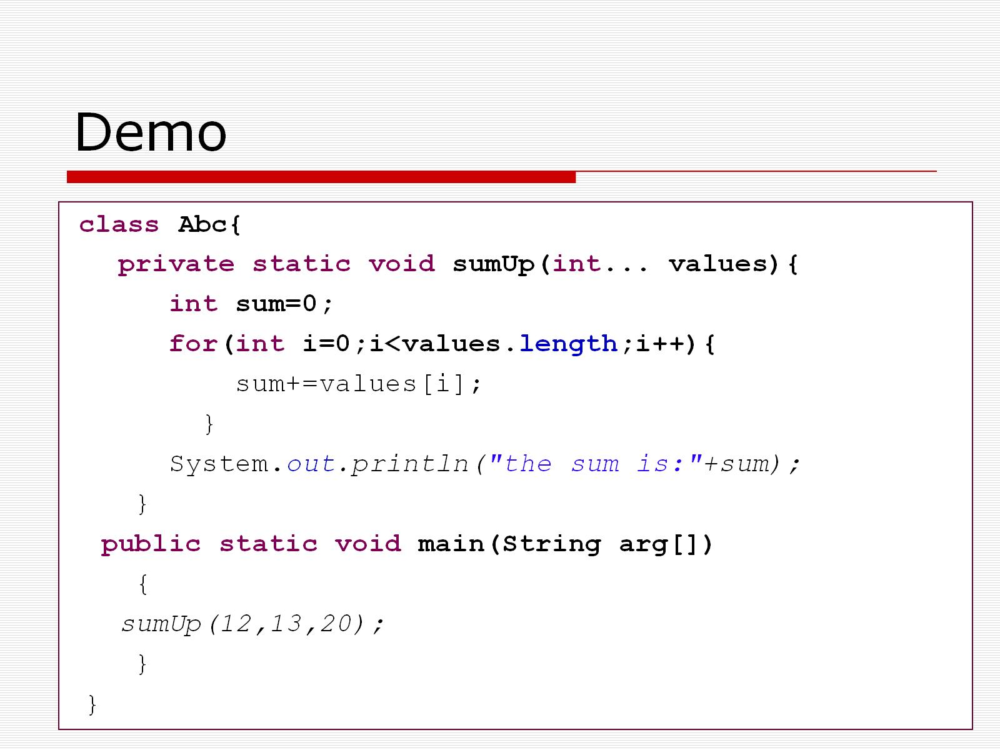 Demo
class Abc{
private static void sumUp(int... values){
int sum=0;
for(int i=0;i<values.length;i++){
sum+=values[i];
}
System.out.println("the sum is:"+sum);
}
public static void main(String arg[])
{
sumUp(12,13,20);
}
}